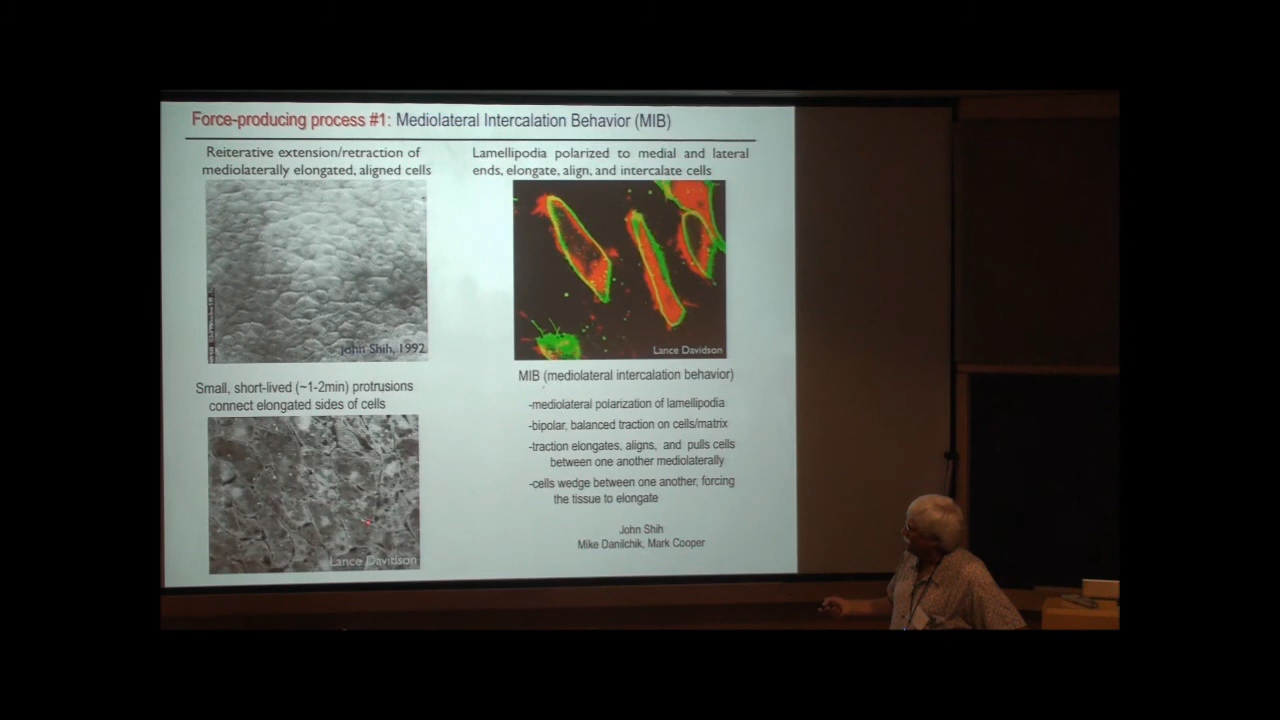 Force-producing process #1: Mediolateral Intercalation Behavior (MIB)
Reiterative extension/retraction of
mediolaterally elongated, aligned cells
John Shih, 1992
Small, short-lived (~1-2min) protrusions
connect elongated sides of cells
Lance Davidson
Lamellipodia polarized to medial and lateral
ends, elongate, align, and intercalate cells
Lance Davidson
MIB (mediolateral intercalation behavior)
-mediolateral polarization of lamellipodia
-bipolar, balanced traction on cells/matrix
-traction elongates, aligns, and pulls cells
between one another mediolaterally
-cells wedge between one another, forcing
the tissue to elongate
John Shih
Mike Danilchik, Mark Cooper